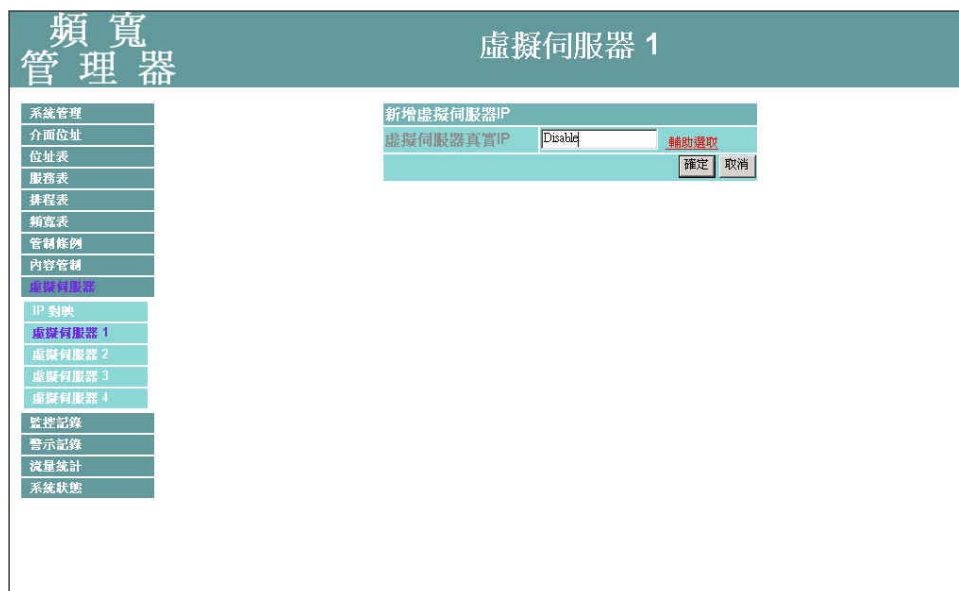 頻 寬
管 理 器
虛擬伺服器 1
系統管理
介面位址
位址表
服務表
排程表
頻寬表
管制條例
內容管制
虛擬伺服器
IP 對映
虛擬伺服器 1
虛擬伺服器 2
虛擬伺服器 3
虛擬伺服器 4
監控記錄
警示記錄
流量統計
系統狀態
新增虛擬伺服器IP
虛擬伺服器真實IP Disable 輔助選取
確定 取消